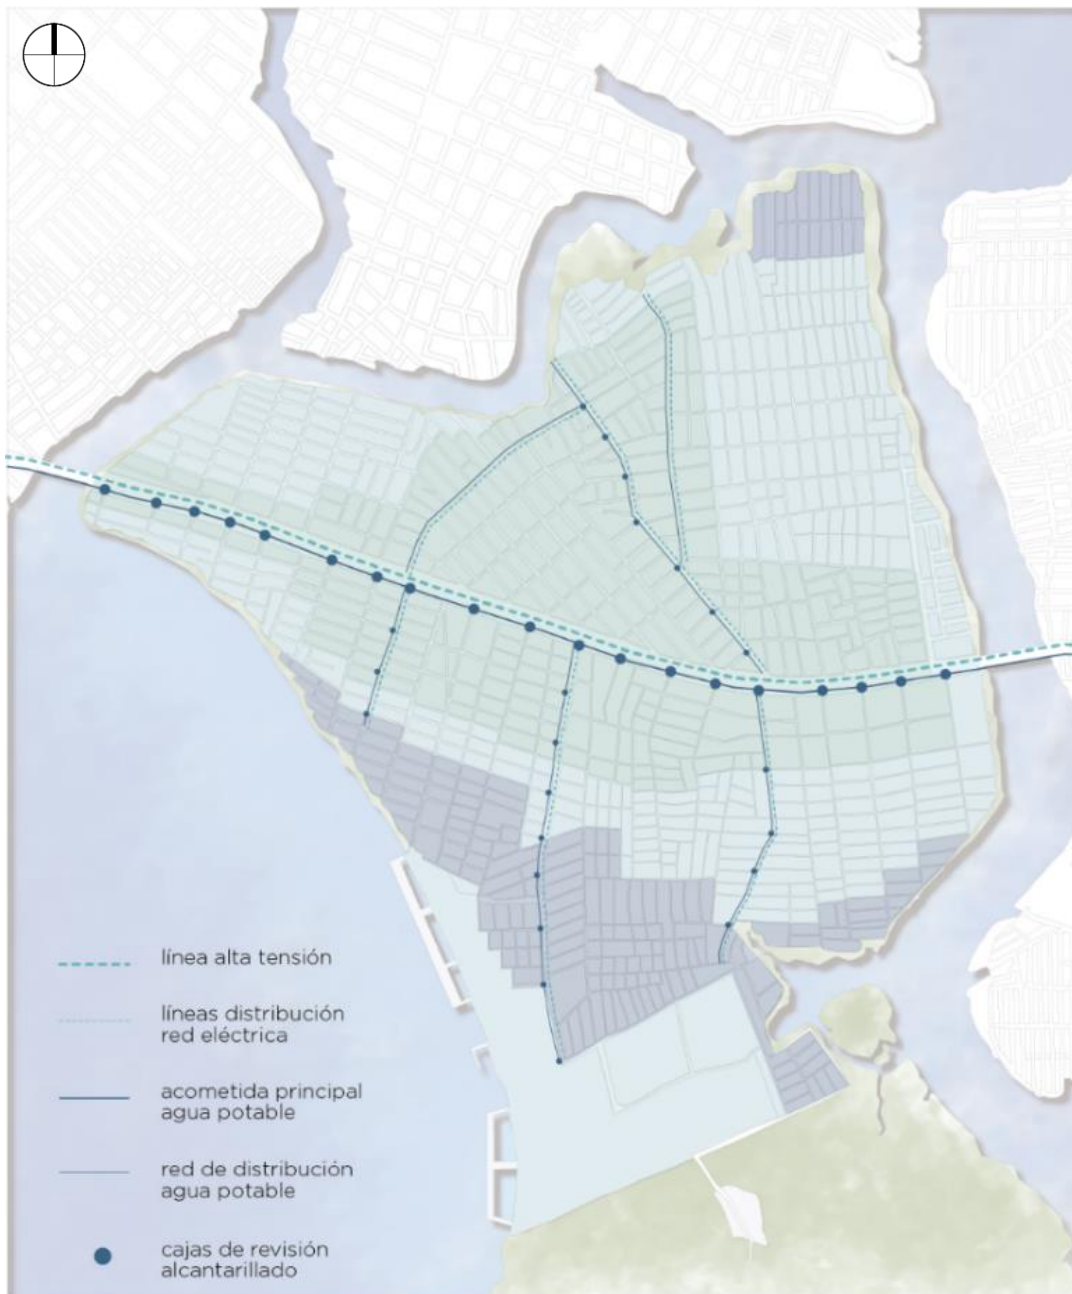 línea alta tensión
líneas distribución
red eléctrica
acometida principal
agua potable
red de distribución
agua potable
cajas de revisión
alcantarillado